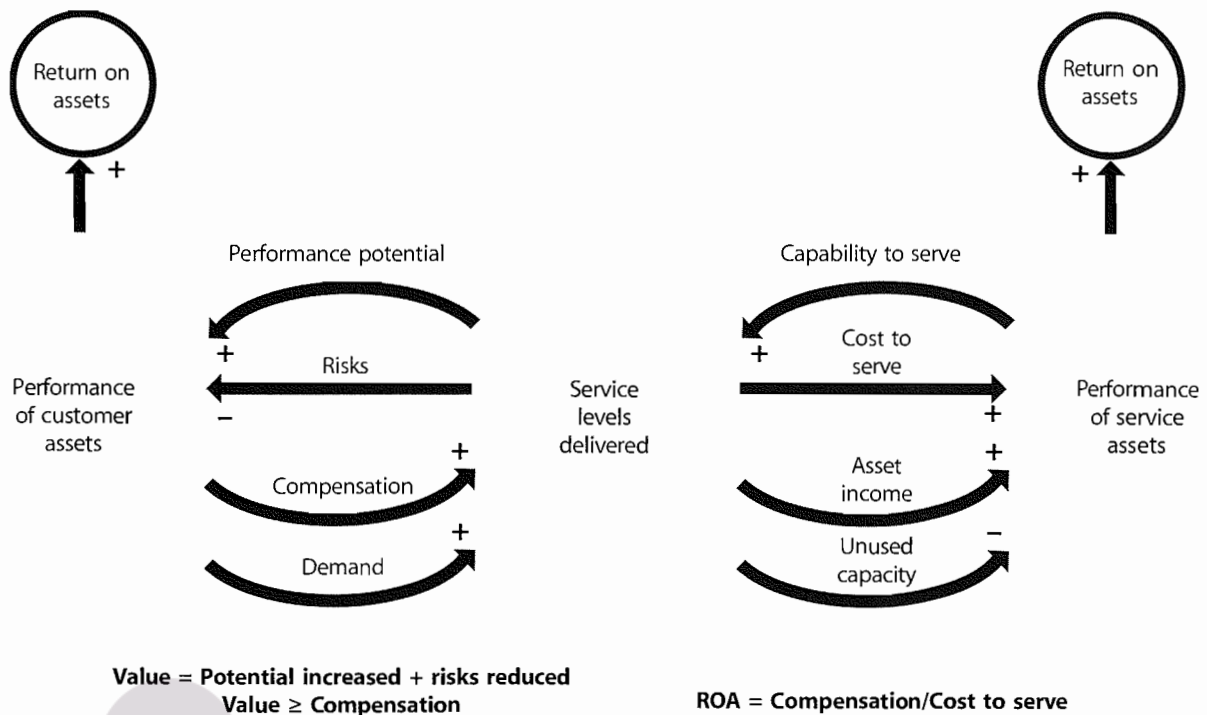 Return on
assets
+
Return on
assets
+
Performance potential
+
Risks
−
Performance
of customer
assets
Compensation
+
Demand
+
Service
levels
delivered
Capability to serve
+
Cost to
serve
+
Asset
income
+
Unused
capacity
−
Performance
of service
assets
Value = Potential increased + risks reduced
Value ≥ Compensation
ROA = Compensation/Cost to serve